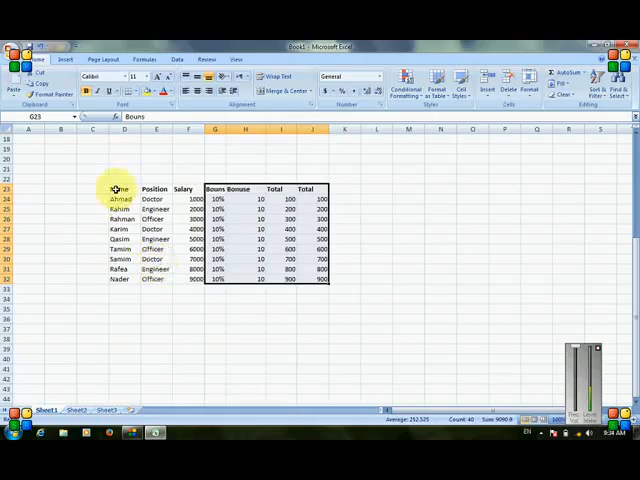 Book1 - Microsoft Excel
Home Insert Page Layout Formulas Data Review View
Cut
Copy
Format Painter
Paste
Clipboard
Calibri 11
B I U
Font
Wrap Text
Merge & Center
Alignment
General
$ % ,
Number
Conditional Formatting
Format as Table
Cell Styles
Styles
Insert Delete Format
Cells
AutoSum
Fill
Clear
Sort & Filter
Find & Select
Editing
G23 fx Bouns
A B C D E F G H I J K L M N O P Q R S
18
19
20
21
22
23 Name Position Salary Bouns Bonuse Total Total
24 Ahmad Doctor 1000 10% 10 100 100
25 Rahim Engineer 2000 10% 10 200 200
26 Rahman Officer 3000 10% 10 300 300
27 Karim Doctor 4000 10% 10 400 400
28 Qasim Engineer 5000 10% 10 500 500
29 Tamim Officer 6000 10% 10 600 600
30 Samim Doctor 7000 10% 10 700 700
31 Rafea Engineer 8000 10% 10 800 800
32 Nader Officer 9000 10% 10 900 900
33
34
35
36
37
38
39
40
41
42
43
44
Sheet1 Sheet2 Sheet3
Average: 252.525 Count: 40 Sum: 9090.9 100%
Rec. Vol
Level Meter
EN 9:34 AM